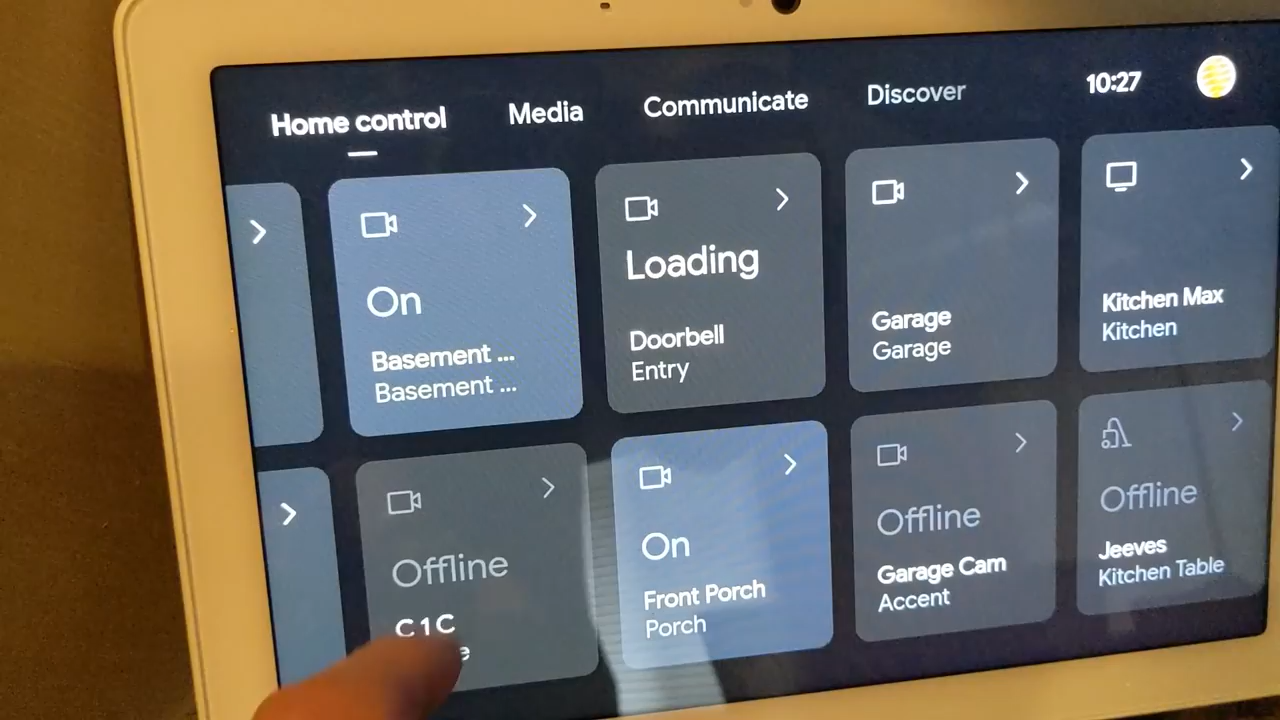 Home control
Media
Communicate
Discover
10:27
On
Basement ...
Basement ...
Loading
Doorbell
Entry
Garage
Garage
Kitchen Max
Kitchen
Offline
C1C
On
Front Porch
Porch
Offline
Garage Cam
Accent
Offline
Jeeves
Kitchen Table